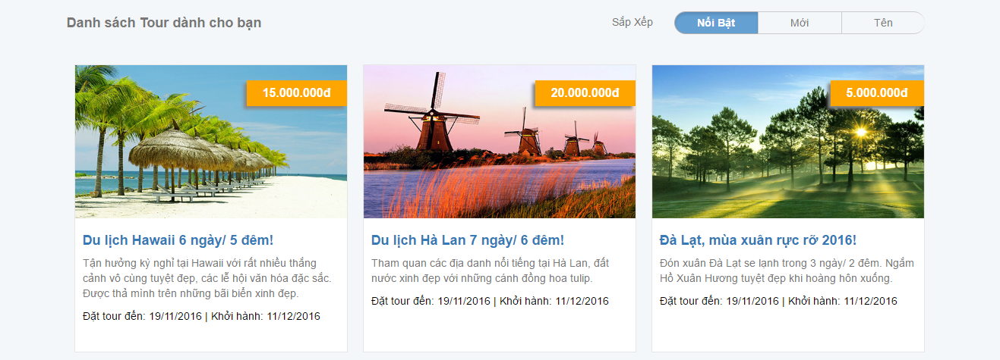 Danh sách Tour dành cho bạn
Sắp Xếp
Nổi Bật
Mới
Tên
15.000.000đ
Du lịch Hawaii 6 ngày/ 5 đêm!
Tận hưởng kỳ nghỉ tại Hawaii với rất nhiều thắng
cảnh vô cùng tuyệt đẹp, các lễ hội văn hóa đặc sắc.
Được thả mình trên những bãi biển xinh đẹp.
Đặt tour đến: 19/11/2016 | Khởi hành: 11/12/2016
20.000.000đ
Du lịch Hà Lan 7 ngày/ 6 đêm!
Tham quan các địa danh nổi tiếng tại Hà Lan, đất
nước xinh đẹp với những cánh đồng hoa tulip.
Đặt tour đến: 19/11/2016 | Khởi hành: 11/12/2016
5.000.000đ
Đà Lạt, mùa xuân rực rỡ 2016!
Đón xuân Đà Lạt se lạnh trong 3 ngày/ 2 đêm. Ngắm
Hồ Xuân Hương tuyệt đẹp khi hoàng hôn xuống.
Đặt tour đến: 19/11/2016 | Khởi hành: 11/12/2016